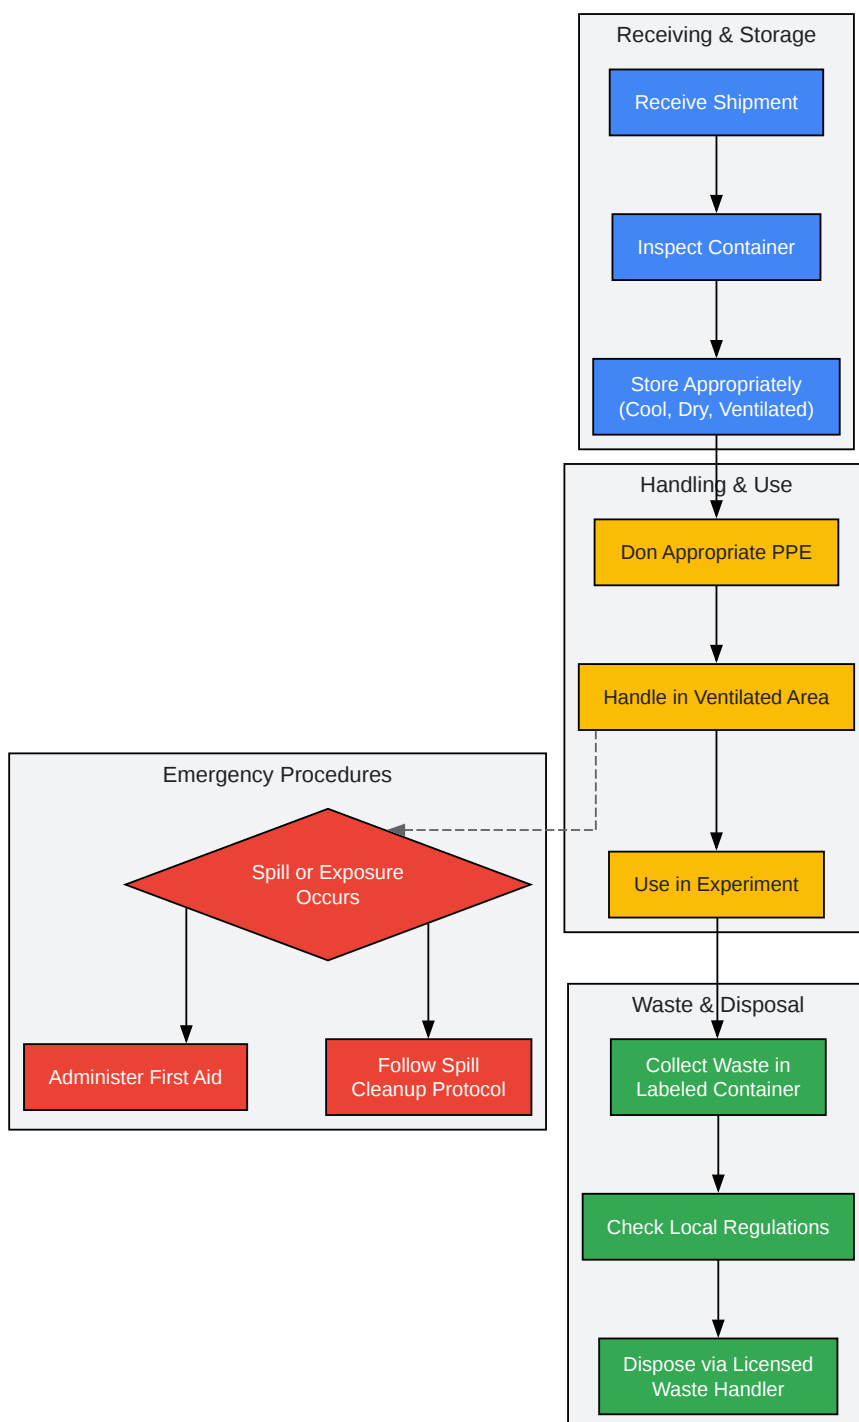 Receiving & Storage
Receive Shipment
Inspect Container
Store Appropriately
(Cool, Dry, Ventilated)
Handling & Use
Don Appropriate PPE
Handle in Ventilated Area
Use in Experiment
Emergency Procedures
Spill or Exposure
Occurs
Administer First Aid
Follow Spill
Cleanup Protocol
Waste & Disposal
Collect Waste in
Labeled Container
Check Local Regulations
Dispose via Licensed
Waste Handler